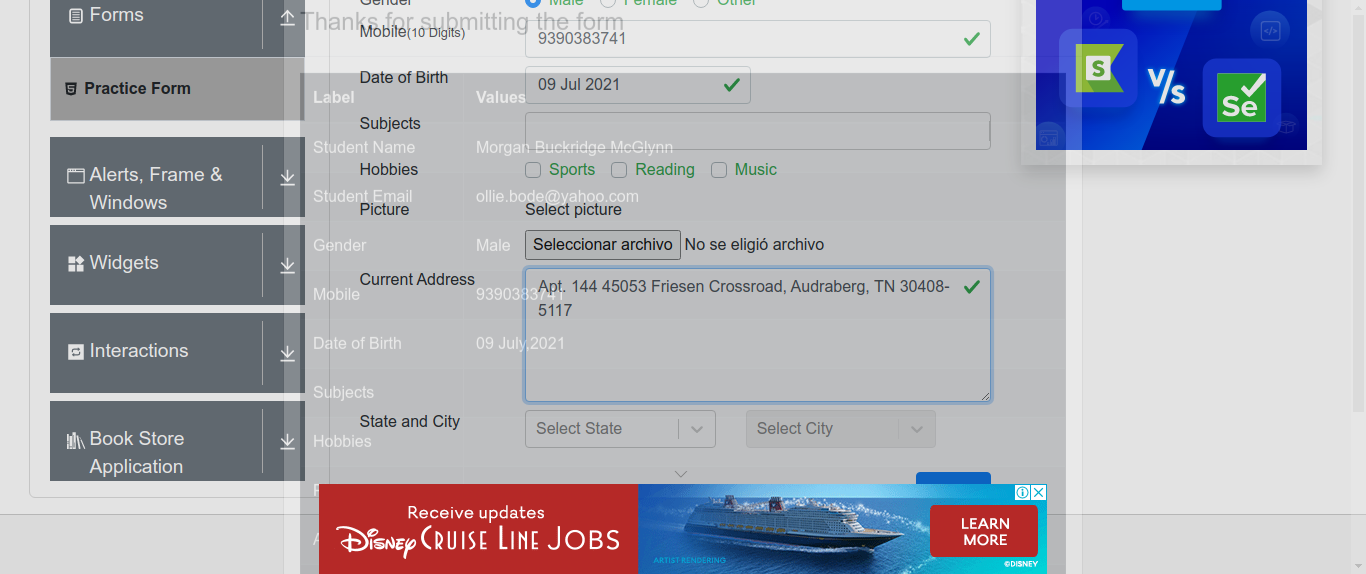 Forms
Practice Form
Alerts, Frame &
Windows
Widgets
Interactions
Book Store
Application
Gender
Male
Female
Other
Thanks for submitting the form
Mobile(10 Digits)
9390383741
Date of Birth
09 Jul 2021
Label
Values
Subjects
Student Name
Morgan Buckridge McGlynn
Hobbies
Sports
Reading
Music
Student Email
ollie.bode@yahoo.com
Picture
Select picture
Gender
Male
Seleccionar archivo
No se eligió archivo
Current Address
Apt. 144 45053 Friesen Crossroad, Audraberg, TN 30408-
5117
Mobile
9390383741
Date of Birth
09 July,2021
Subjects
State and City
Select State
Select City
Hobbies
Receive updates
Disney CRUISE LINE JOBS
ARTIST RENDERING
LEARN
MORE
©DISNEY
S
V/s
Se